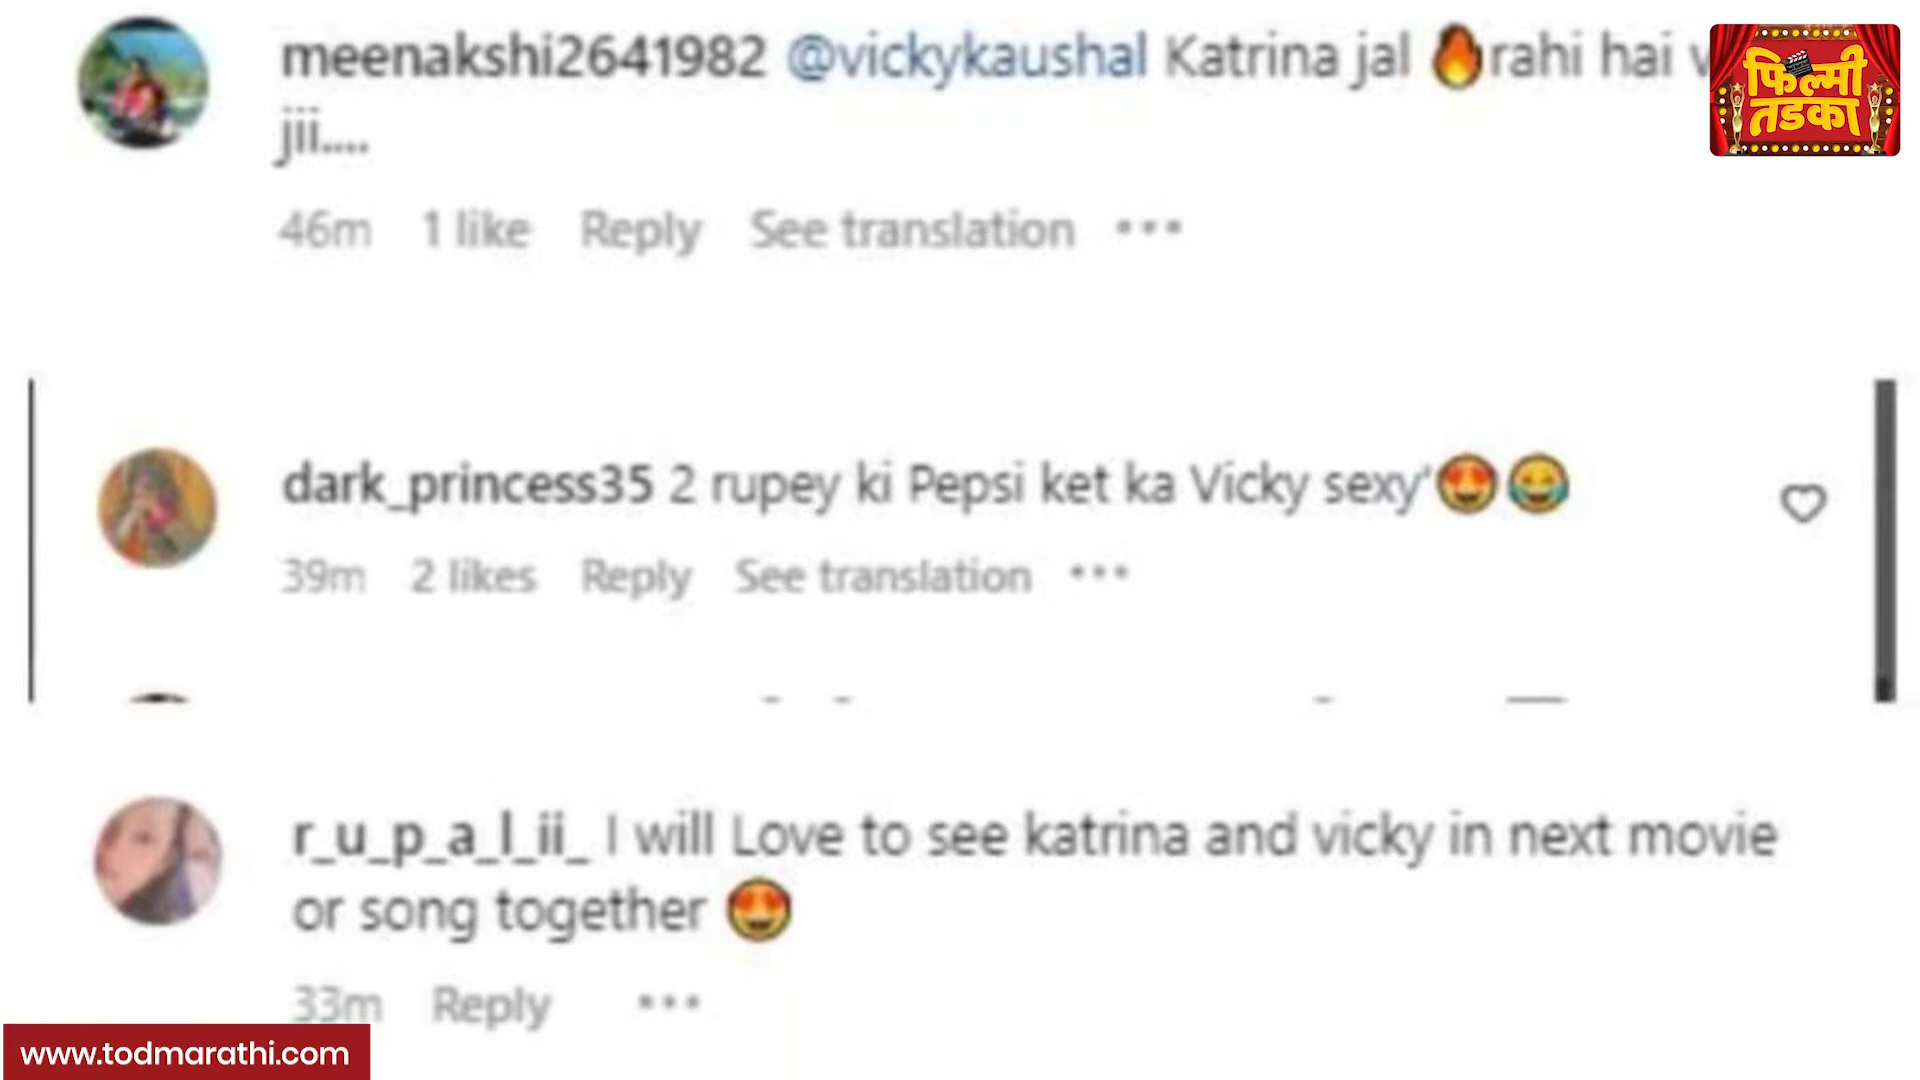 meenakshi2641982 @vickykaushal Katrina jal 🔥rahi hai
jii....
46m 1 like Reply See translation •••
फिल्मी
तडका
dark_princess35 2 rupey ki Pepsi ket ka Vicky sexy'😍😂
39m 2 likes Reply See translation •••
r_u_p_a_l_ii_ I will Love to see katrina and vicky in next movie
or song together 😍
33m Reply •••
www.todmarathi.com